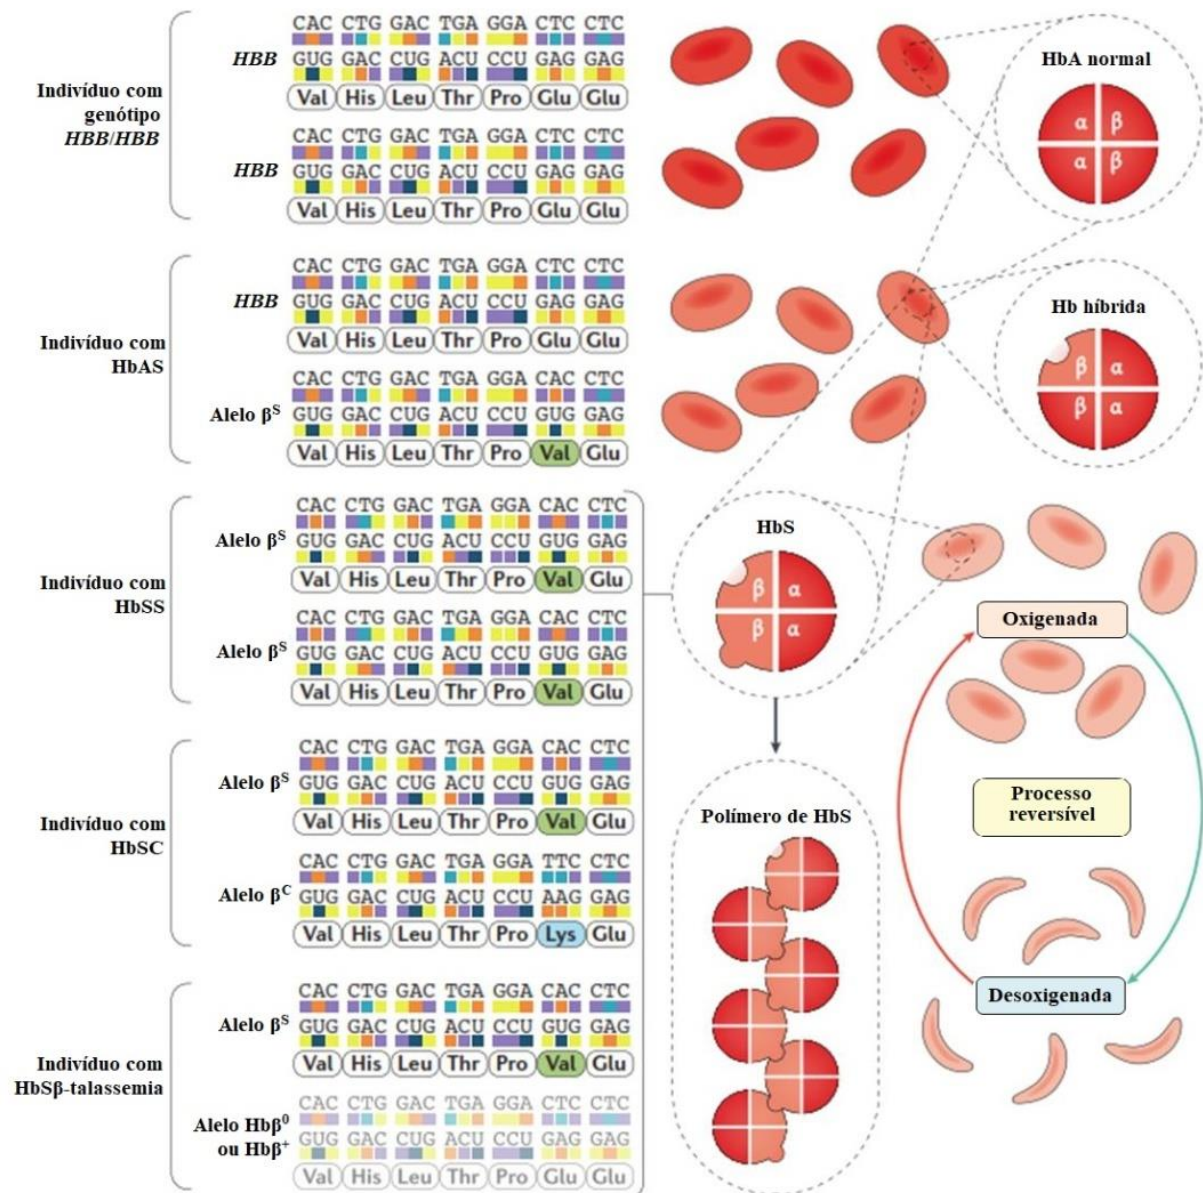 Indivíduo com
genótipo
HBB/HBB
HBB
CAC CTG GAC TGA GGA CTC CTC
GUG GAC CUG ACU CCU GAG GAG
Val His Leu Thr Pro Glu Glu
HBB
CAC CTG GAC TGA GGA CTC CTC
GUG GAC CUG ACU CCU GAG GAG
Val His Leu Thr Pro Glu Glu
HbA normal
α β
α β
Indivíduo com
HbAS
HBB
CAC CTG GAC TGA GGA CTC CTC
GUG GAC CUG ACU CCU GAG GAG
Val His Leu Thr Pro Glu Glu
Alelo βS
CAC CTG GAC TGA GGA CAC CTC
GUG GAC CUG ACU CCU GUG GAG
Val His Leu Thr Pro Val Glu
Hb híbrida
β α
β α
Indivíduo com
HbSS
Alelo βS
CAC CTG GAC TGA GGA CAC CTC
GUG GAC CUG ACU CCU GUG GAG
Val His Leu Thr Pro Val Glu
Alelo βS
CAC CTG GAC TGA GGA CAC CTC
GUG GAC CUG ACU CCU GUG GAG
Val His Leu Thr Pro Val Glu
HbS
β α
β α
Oxigenada
Processo
reversível
Desoxigenada
Indivíduo com
HbSC
Alelo βS
CAC CTG GAC TGA GGA CAC CTC
GUG GAC CUG ACU CCU GUG GAG
Val His Leu Thr Pro Val Glu
Alelo βC
CAC CTG GAC TGA GGA TTC CTC
GUG GAC CUG ACU CCU AAG GAG
Val His Leu Thr Pro Lys Glu
Polímero de HbS
Indivíduo com
HbSβ-talassemia
Alelo βS
CAC CTG GAC TGA GGA CAC CTC
GUG GAC CUG ACU CCU GUG GAG
Val His Leu Thr Pro Val Glu
Alelo Hbβ0
ou Hbβ+
CAC CTG GAC TGA GGA CTC CTC
GUG GAC CUG ACU CCU GAG GAG
Val His Leu Thr Pro Glu Glu